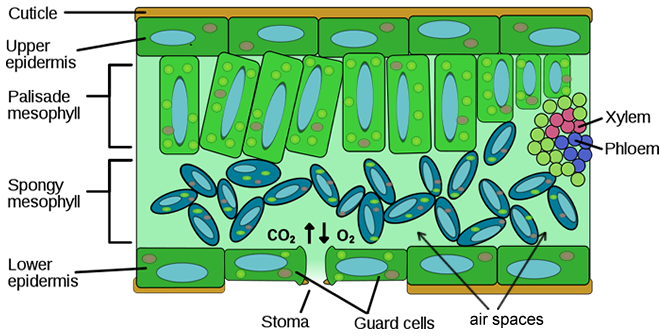 Cuticle
Upper
epidermis
Palisade
mesophyll
Xylem
Phloem
Spongy
mesophyll
CO₂ O₂
Lower
epidermis
Stoma
Guard cells
air spaces